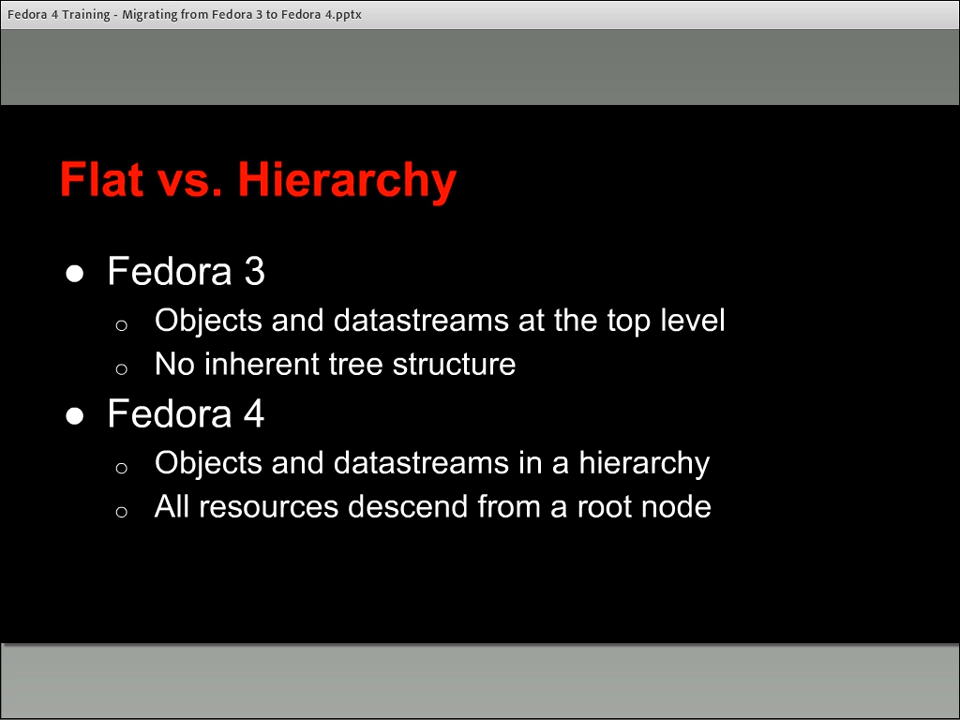 Fedora 4 Training - Migrating from Fedora 3 to Fedora 4.pptx
Flat vs. Hierarchy
● Fedora 3
o Objects and datastreams at the top level
o No inherent tree structure
● Fedora 4
o Objects and datastreams in a hierarchy
o All resources descend from a root node